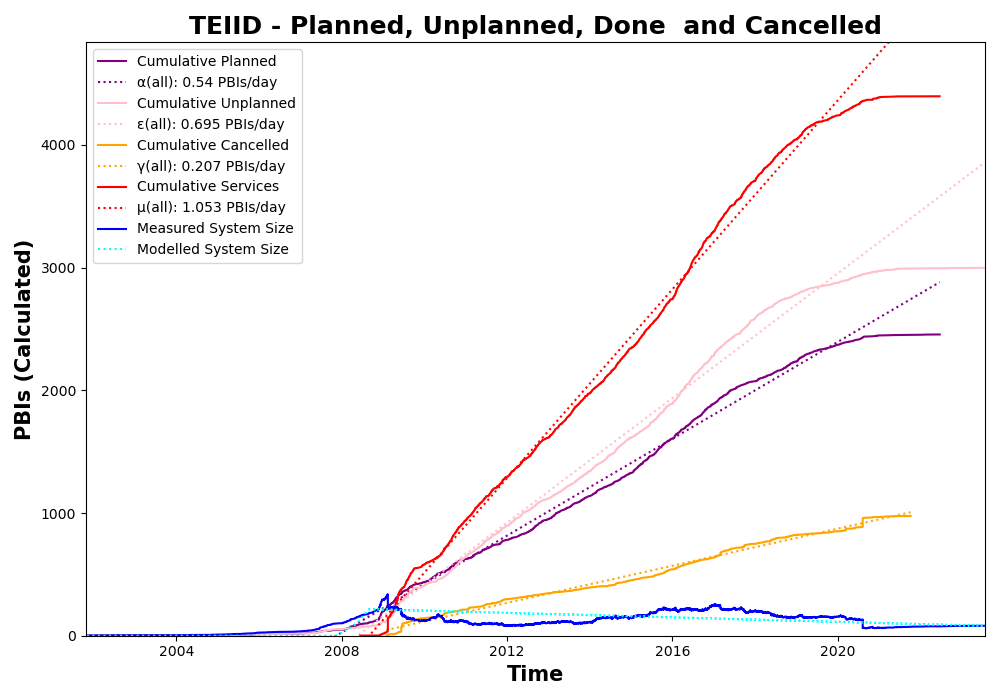 TEIID - Planned, Unplanned, Done  and Cancelled
Cumulative Planned
α(all): 0.54 PBIs/day
Cumulative Unplanned
ε(all): 0.695 PBIs/day
Cumulative Cancelled
γ(all): 0.207 PBIs/day
Cumulative Services
μ(all): 1.053 PBIs/day
Measured System Size
Modelled System Size
PBIs (Calculated)
4000
3000
2000
1000
0
2004 2008 2012 2016 2020
Time